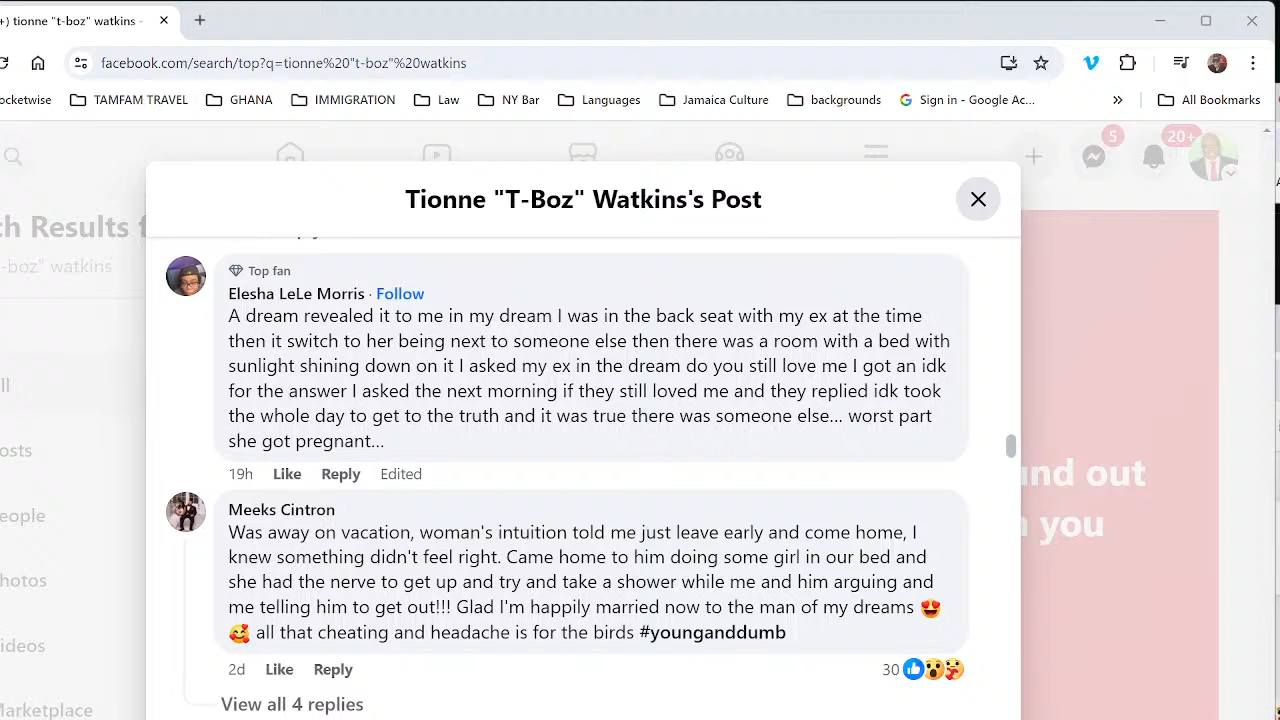 +) tionne "t-boz" watkins -
facebook.com/search/top?q=tionne%20"t-boz"%20watkins
ocketwise TAMFAM TRAVEL GHANA IMMIGRATION Law NY Bar Languages Jamaica Culture backgrounds Sign in - Google Ac... » All Bookmarks
5 20+
Tionne "T-Boz" Watkins's Post
ch Results f
-boz" watkins
Top fan
Elesha LeLe Morris · Follow
A dream revealed it to me in my dream I was in the back seat with my ex at the time
then it switch to her being next to someone else then there was a room with a bed with
sunlight shining down on it I asked my ex in the dream do you still love me I got an idk
for the answer I asked the next morning if they still loved me and they replied idk took
the whole day to get to the truth and it was true there was someone else... worst part
she got pregnant...
19h Like Reply Edited
Meeks Cintron
Was away on vacation, woman's intuition told me just leave early and come home, I
knew something didn't feel right. Came home to him doing some girl in our bed and
she had the nerve to get up and try and take a shower while me and him arguing and
me telling him to get out!!! Glad I'm happily married now to the man of my dreams 😍
🥰 all that cheating and headache is for the birds #younganddumb
2d Like Reply 30
View all 4 replies
ll
osts
eople
hotos
ideos
Marketplace
und out
n you